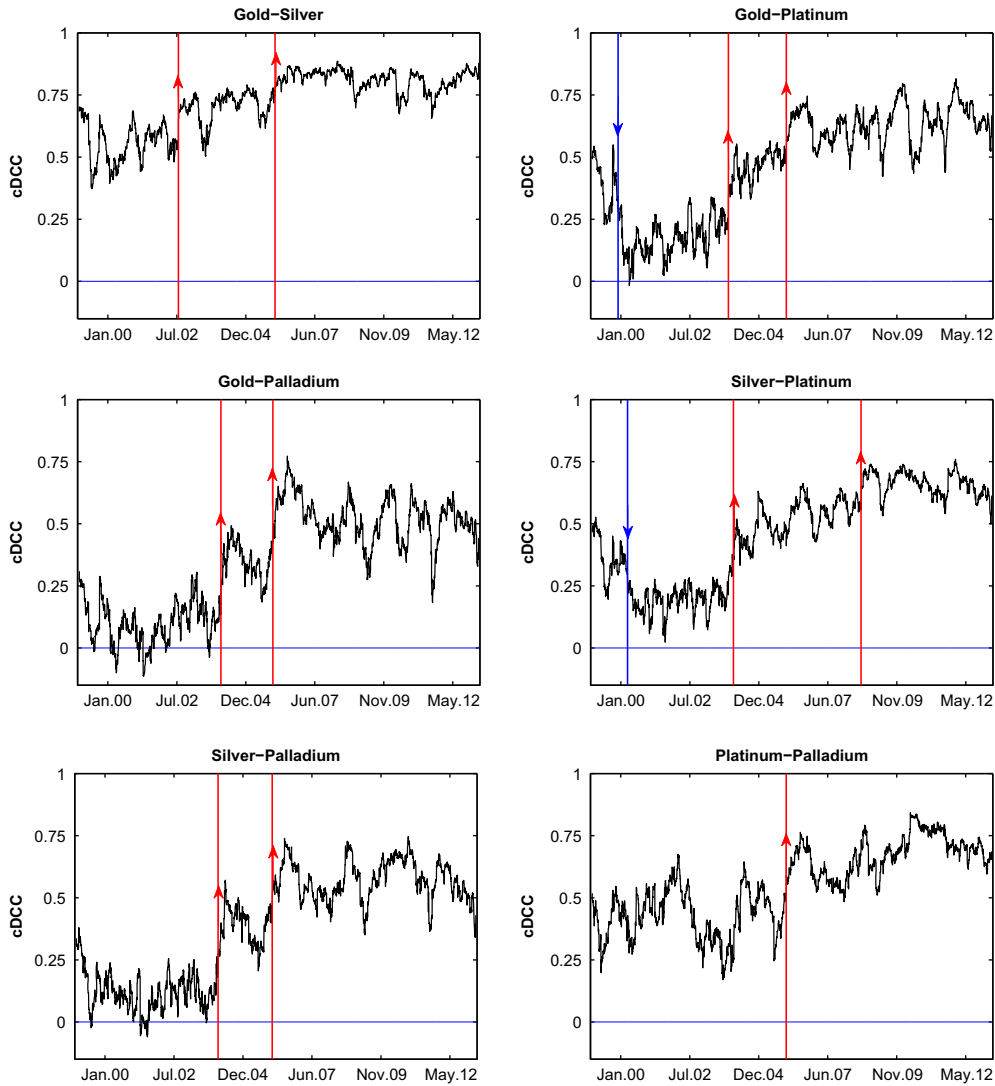 Gold−Silver
1
0.75
0.5
0.25
0
cDCC
Jan.00 Jul.02 Dec.04 Jun.07 Nov.09 May.12
Gold−Platinum
1
0.75
0.5
0.25
0
cDCC
Jan.00 Jul.02 Dec.04 Jun.07 Nov.09 May.12
Gold−Palladium
1
0.75
0.5
0.25
0
cDCC
Jan.00 Jul.02 Dec.04 Jun.07 Nov.09 May.12
Silver−Platinum
1
0.75
0.5
0.25
0
cDCC
Jan.00 Jul.02 Dec.04 Jun.07 Nov.09 May.12
Silver−Palladium
1
0.75
0.5
0.25
0
cDCC
Jan.00 Jul.02 Dec.04 Jun.07 Nov.09 May.12
Platinum−Palladium
1
0.75
0.5
0.25
0
cDCC
Jan.00 Jul.02 Dec.04 Jun.07 Nov.09 May.12